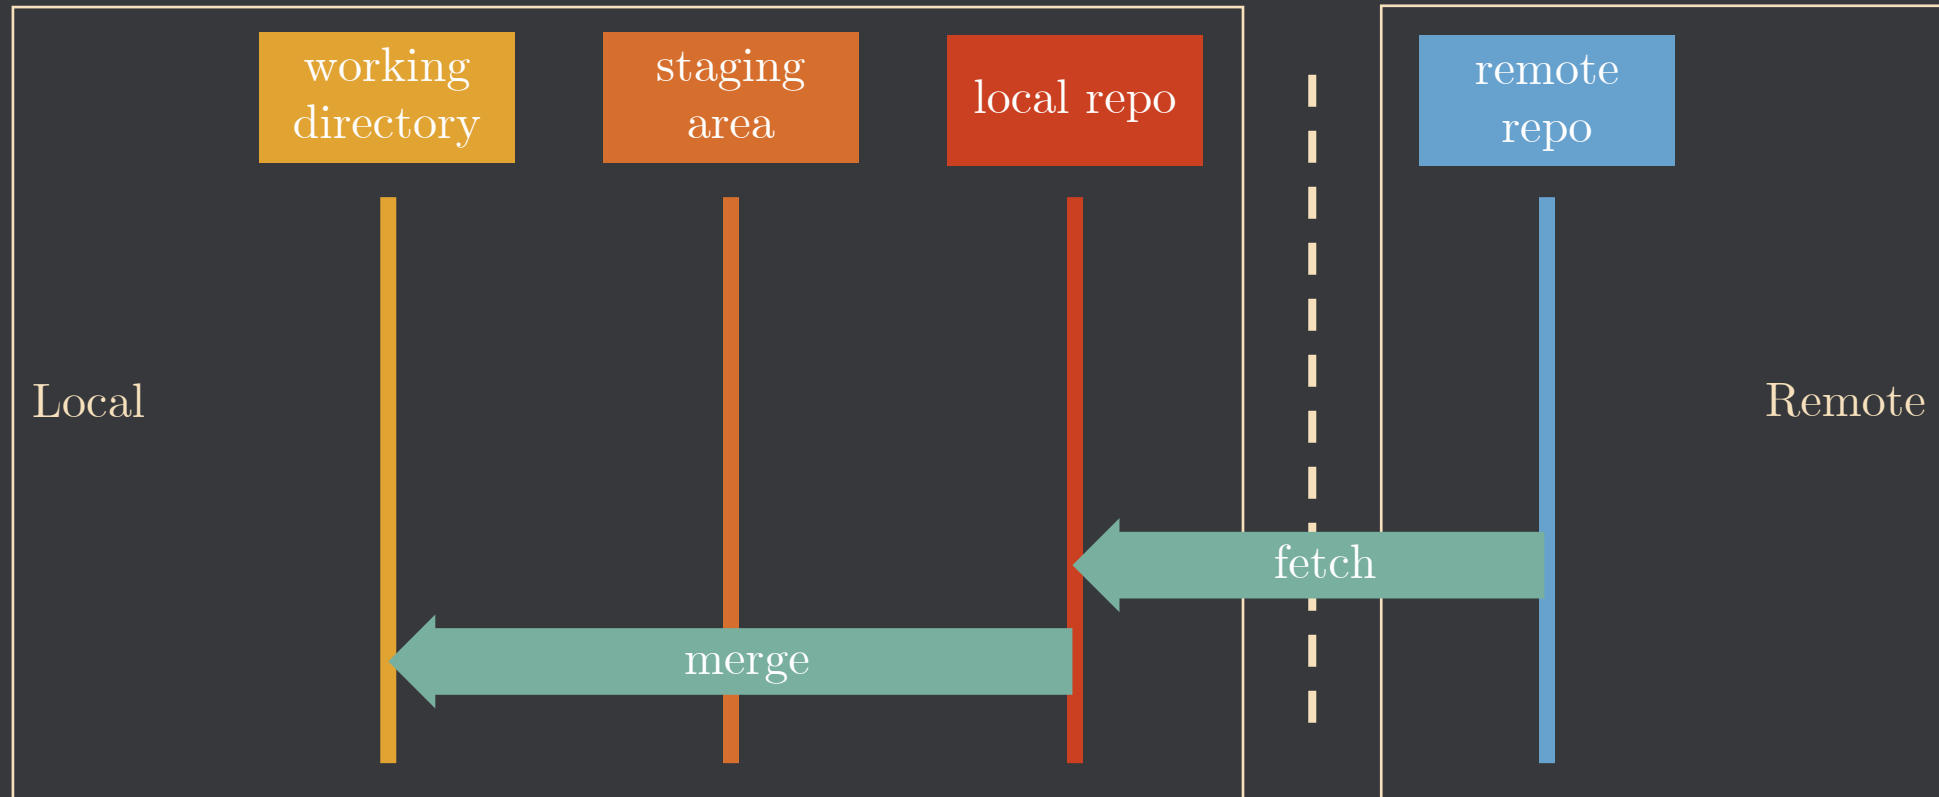 working
directory
staging
area
local repo
remote
repo
Local
Remote
fetch
merge